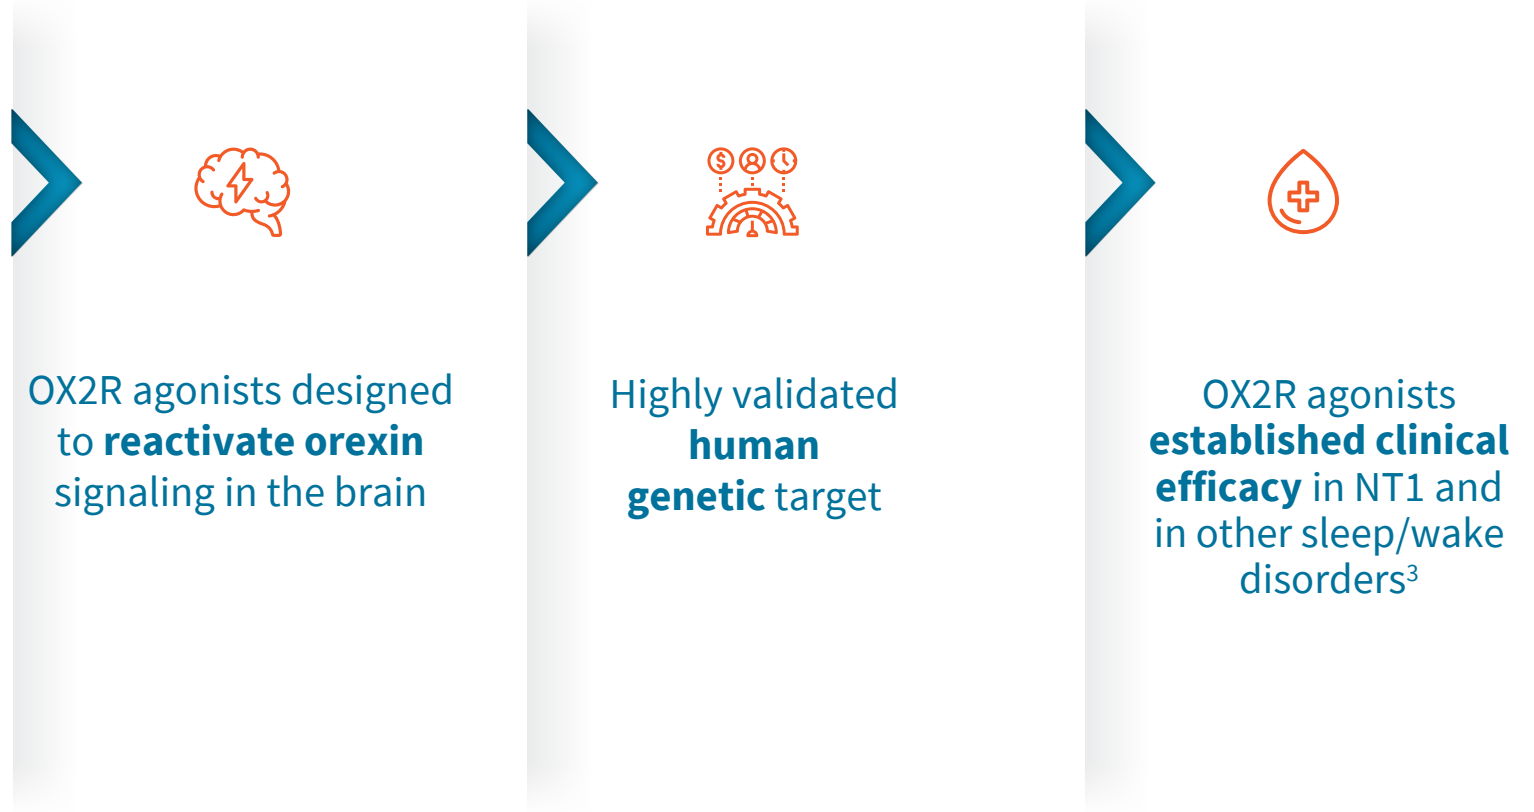 OX2R agonists designed
to reactivate orexin
signaling in the brain
Highly validated
human
genetic target
OX2R agonists
established clinical
efficacy in NT1 and
in other sleep/wake
disorders³